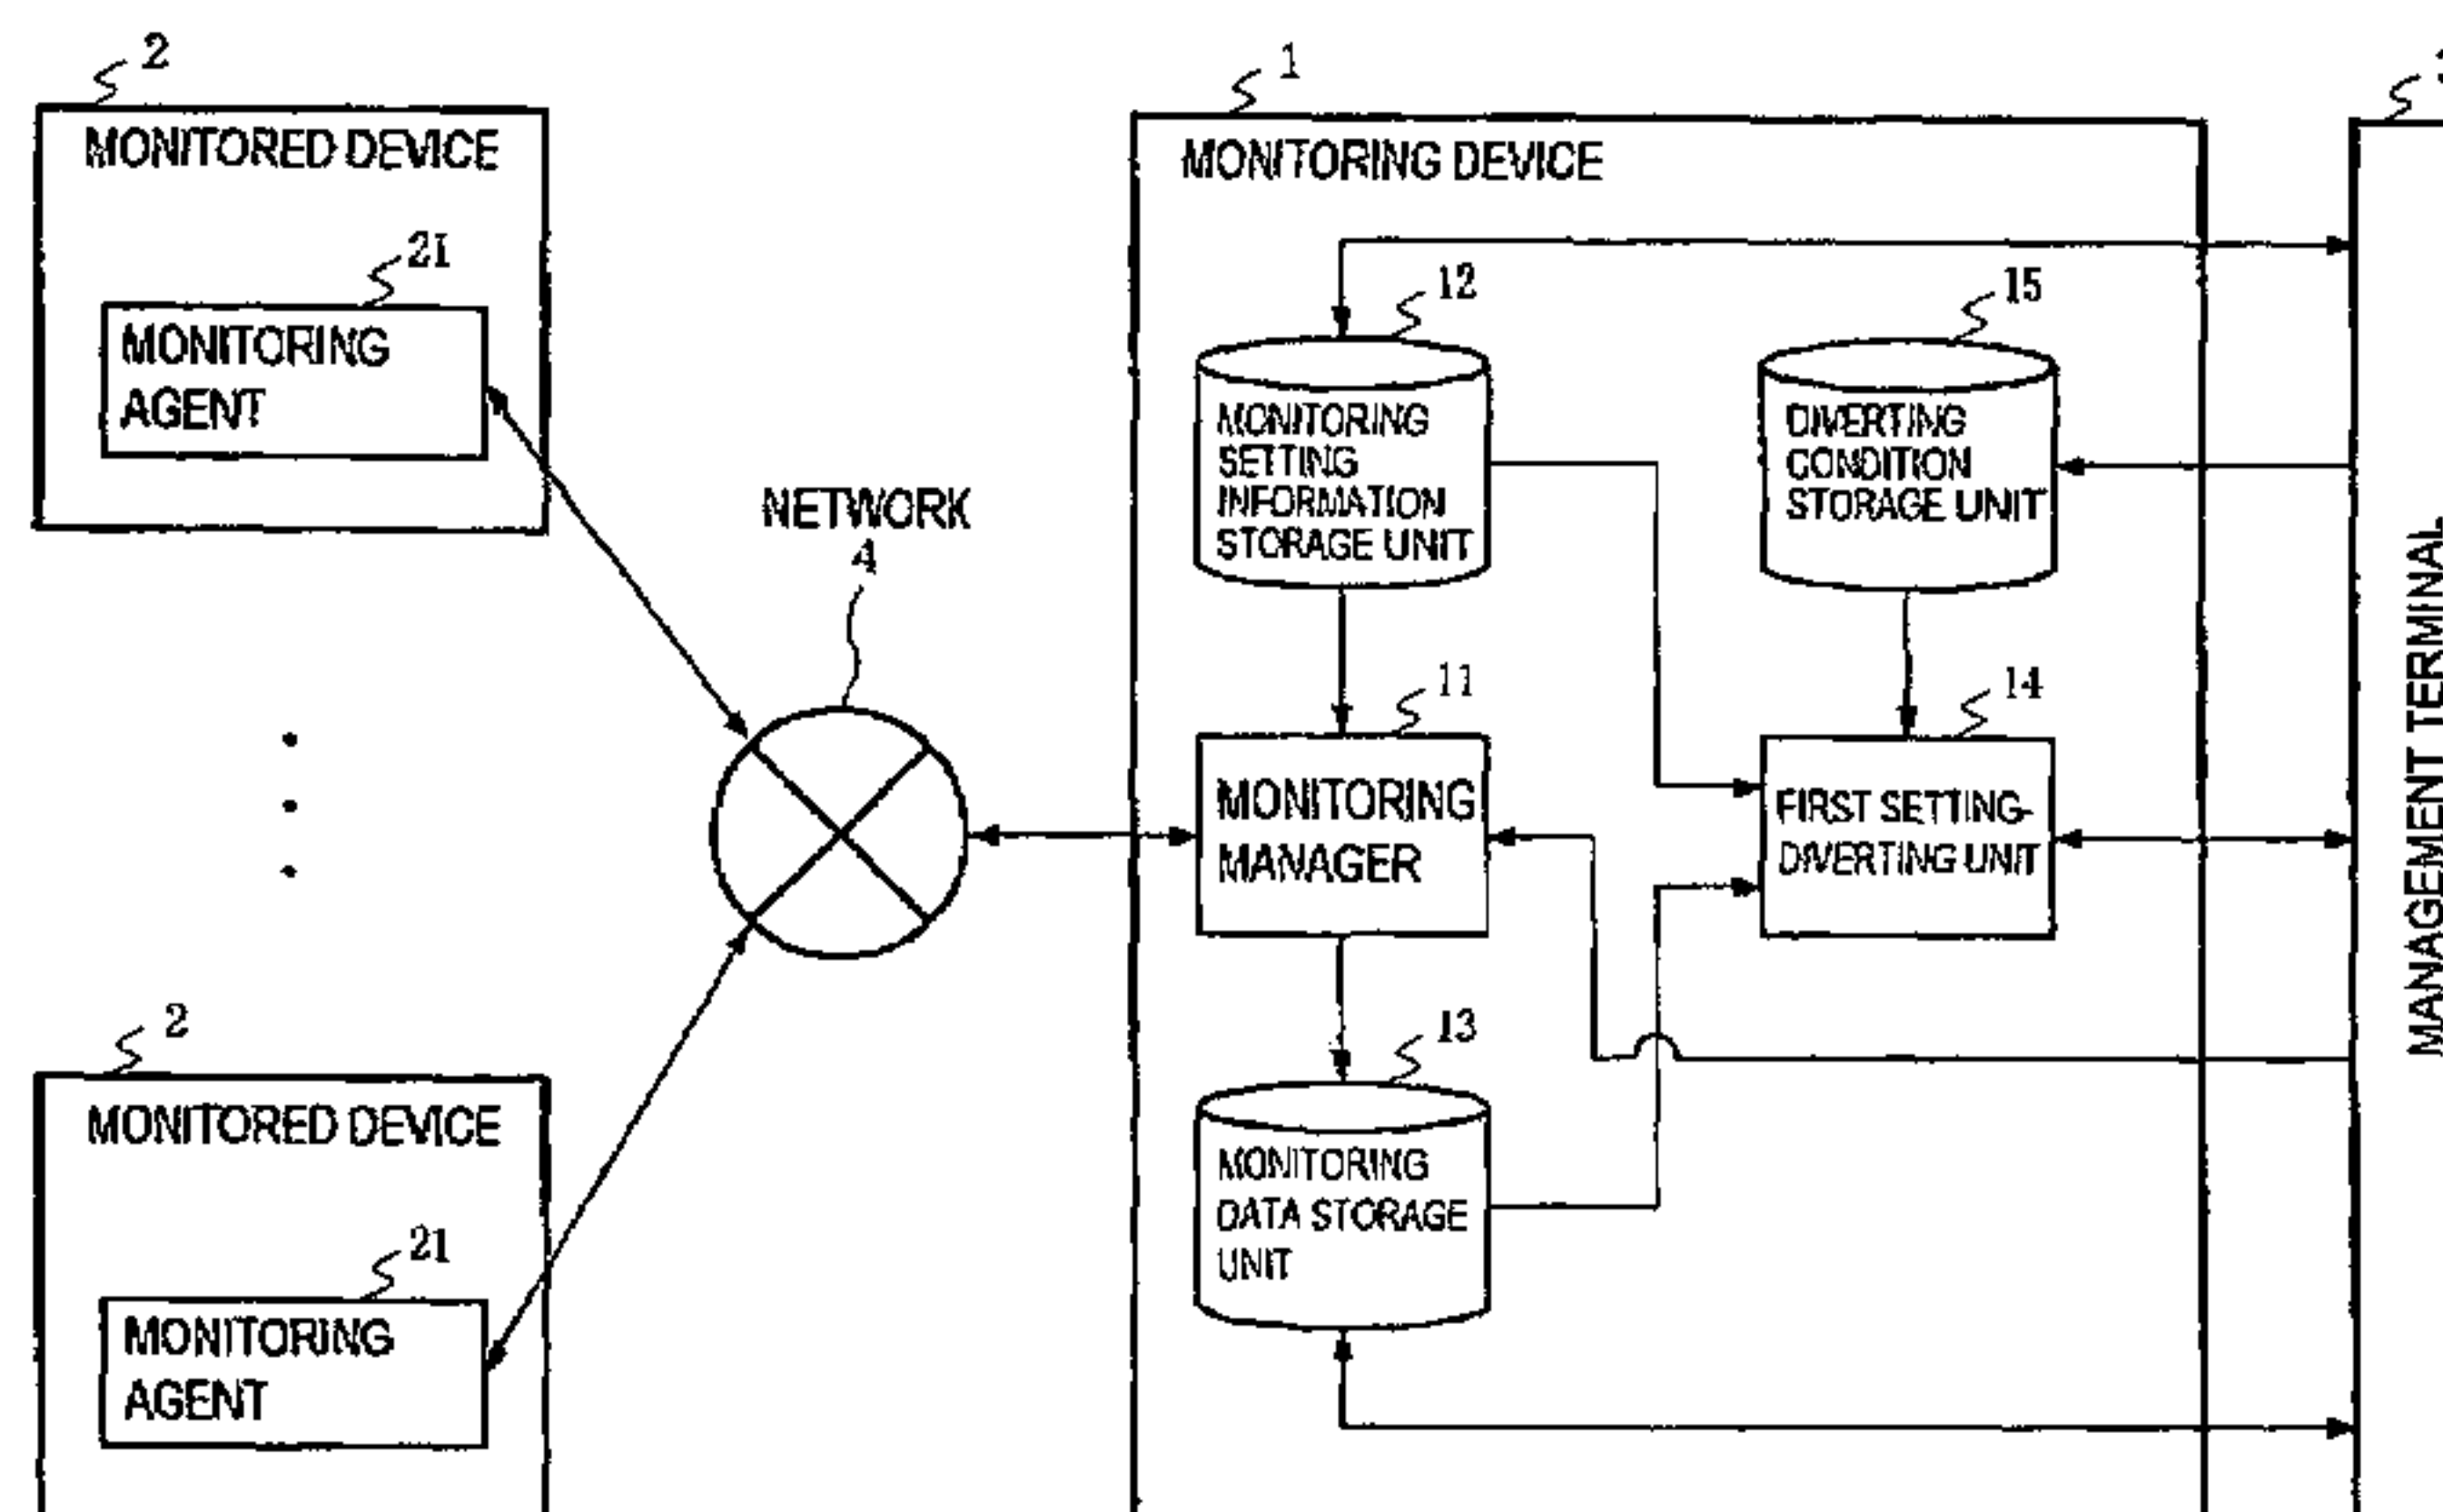 2
MONITORED DEVICE
21
MONITORING
AGENT
NETWORK
4
2
MONITORED DEVICE
21
MONITORING
AGENT
1
MONITORING DEVICE
12
MONITORING
SETTING
INFORMATION
STORAGE UNIT
15
DIVERTING
CONDITION
STORAGE UNIT
11
MONITORING
MANAGER
14
FIRST SETTING-
DIVERTING UNIT
13
MONITORING
DATA STORAGE
UNIT
MANAGEMENT TERMINAL